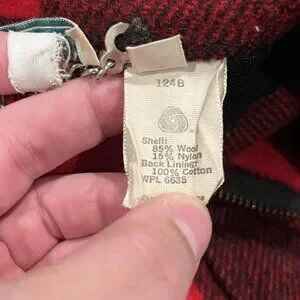 124B
Shell:
85% Wool
15% Nylon
Back Lining:
100% Cotton
WPL 6635